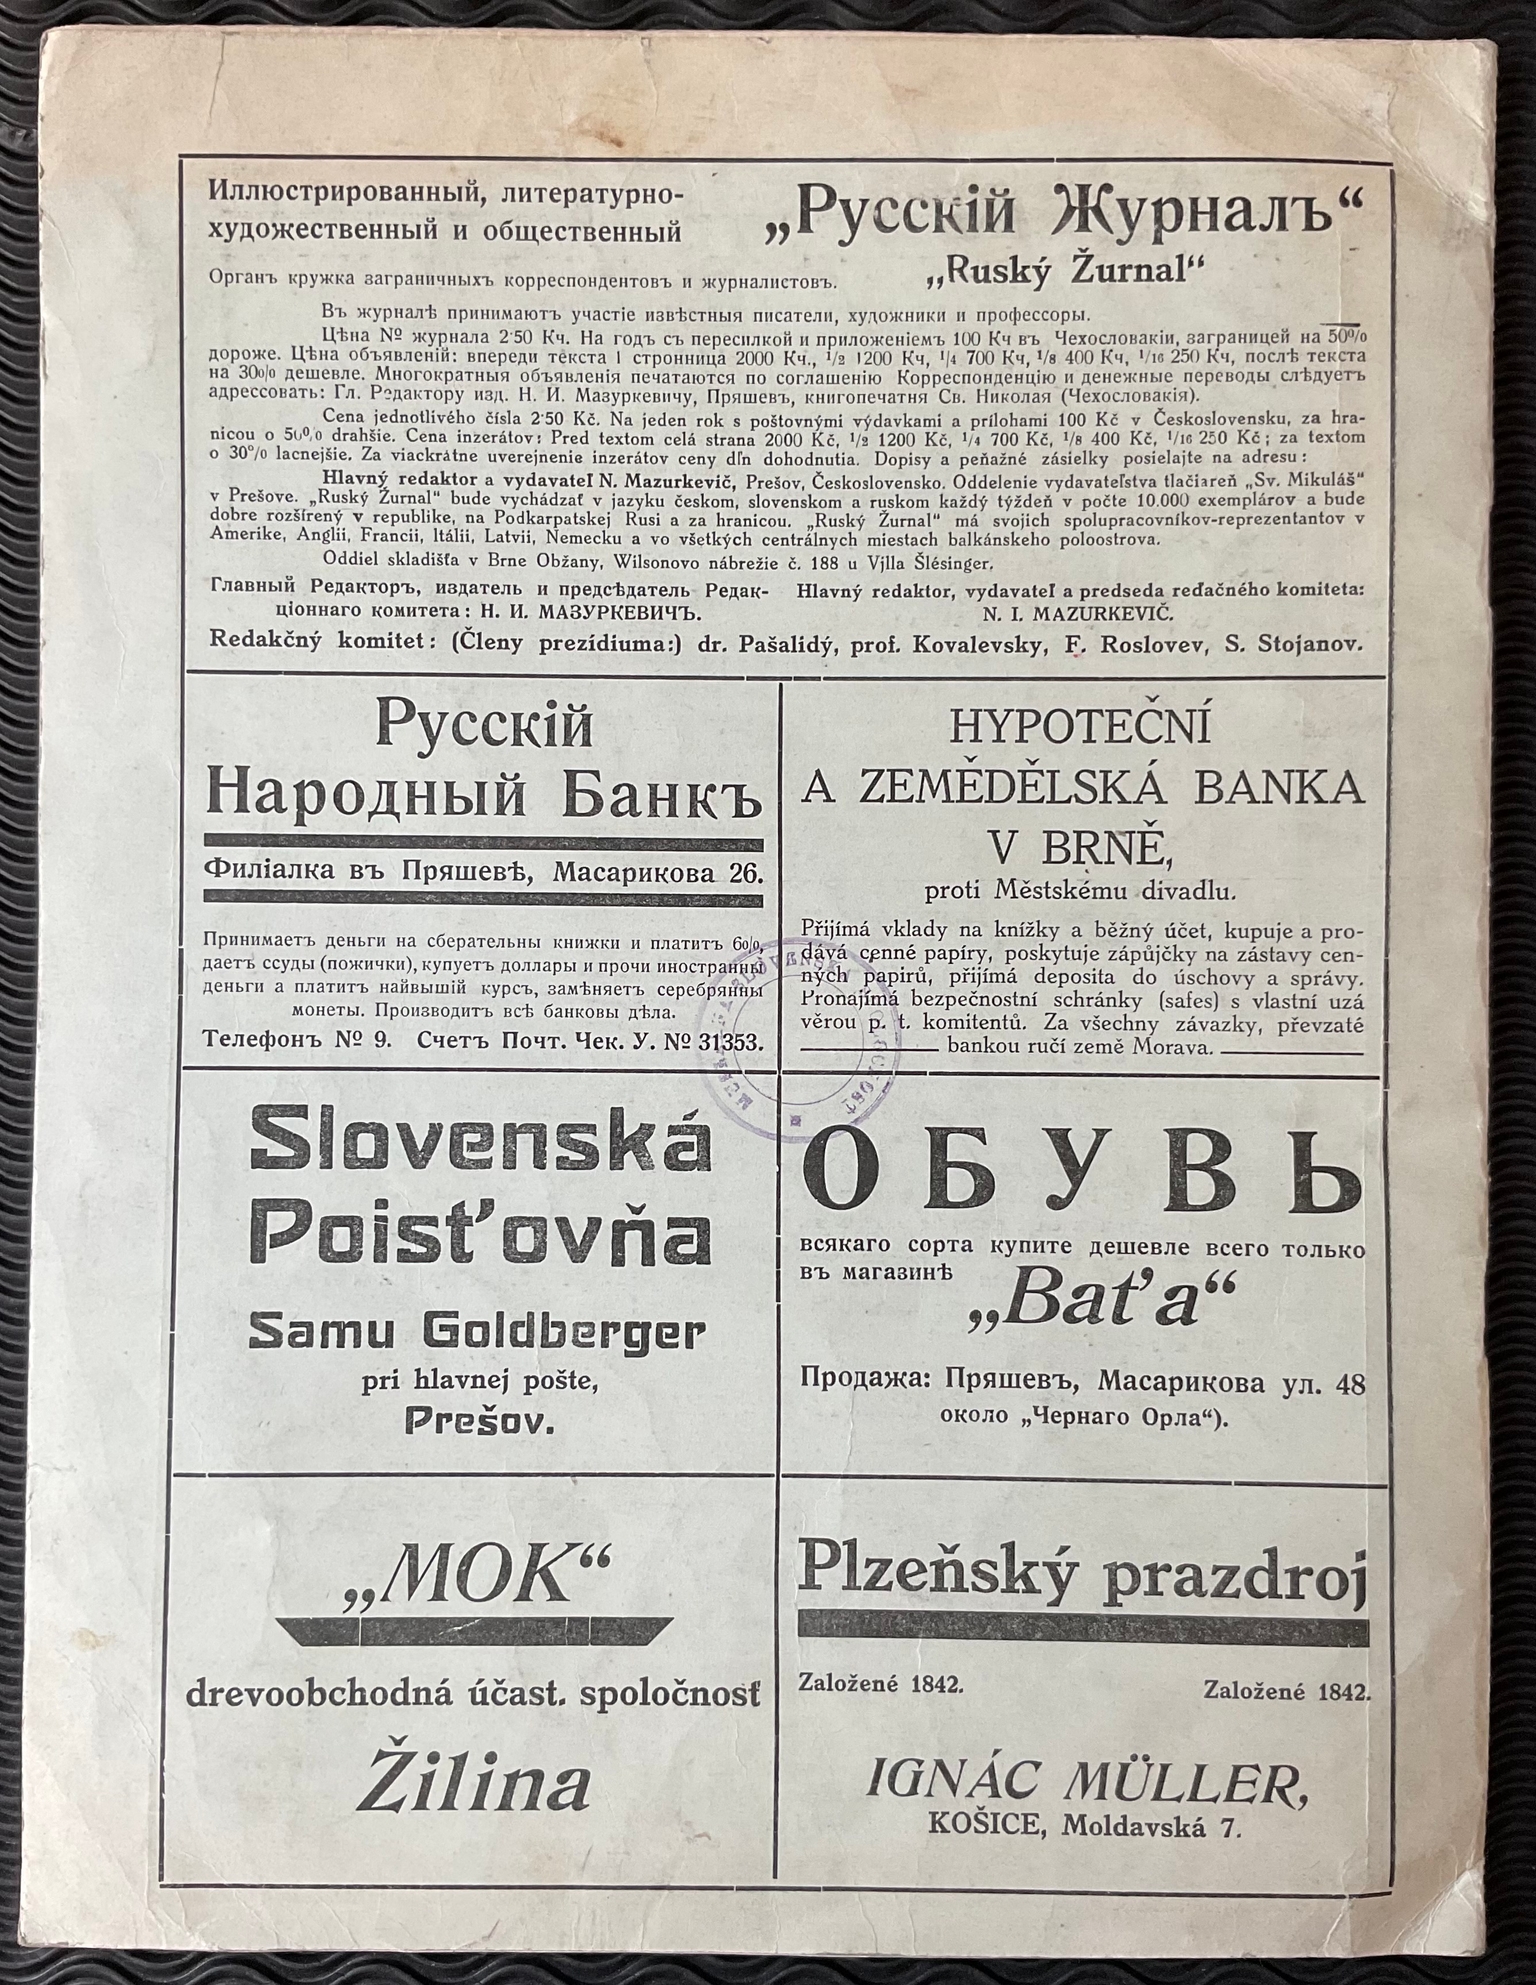 Иллюстрированный, литературно-
художественный и общественный
„Русскій Журналъ“
„Ruský Žurnal“
Органъ кружка заграничныхъ корреспондентовъ и журналистовъ.
Въ журналѣ принимаютъ участіе извѣстныя писатели, художники и профессоры.
Цѣна № журнала 2·50 Кч. На годъ съ пересилкой и приложеніемъ 100 Кч въ Чехословакіи, заграницей на 50%
дороже. Цѣна объявленій: впереди текста 1 стронница 2000 Кч., 1/2 1200 Кч, 1/4 700 Кч, 1/8 400 Кч, 1/16 250 Кч, послѣ текста
на 30% дешевле. Многократныя объявленія печатаются по соглашенію Корреспонденцію и денежные переводы слѣдуетъ
адрессовать: Гл. Редактору изд. Н. И. Мазуркевичу, Пряшевъ, книгопечатня Св. Николая (Чехословакія).
Cena jednotlivého čísla 2·50 Kč. Na jeden rok s poštovnými výdavkami a prílohami 100 Kč v Československu, za hra-
nicou o 50% drahšie. Cena inzerátov: Pred textom celá strana 2000 Kč, 1/2 1200 Kč, 1/4 700 Kč, 1/8 400 Kč, 1/16 250 Kč; za textom
o 30% lacnejšie. Za viackrátne uverejnenie inzerátov ceny dľn dohodnutia. Dopisy a peňažné zásielky posielajte na adresu:
Hlavný redaktor a vydavateľ N. Mazurkevič, Prešov, Československo. Oddelenie vydavateľstva tlačiareň „Sv. Mikuláš“
v Prešove. „Ruský Žurnal“ bude vychádzať v jazyku českom, slovenskom a ruskom každý týždeň v počte 10.000 exemplárov a bude
dobre rozšírený v republike, na Podkarpatskej Rusi a za hranicou. „Ruský Žurnal“ má svojich spolupracovníkov-reprezentantov v
Amerike, Anglii, Francii, Itálii, Latvii, Nemecku a vo všetkých centrálnych miestach balkánskeho poloostrova.
Oddiel skladišťa v Brne Obžany, Wilsonovo nábrežie č. 188 u Vjlla Šlésinger.
Главный Редакторъ, издатель и предсѣдатель Редак-
ціоннаго комитета: Н. И. МАЗУРКЕВИЧЪ.
Hlavný redaktor, vydavateľ a predseda reďačného komiteta:
N. I. MAZURKEVIČ.
Redakčný komitet: (Členy prezídiuma:) dr. Pašalidý, prof. Kovalevsky, F. Roslovev, S. Stojanov.
Русскій
Народный Банкъ
Филіалка въ Пряшевѣ, Масарикова 26.
Принимаетъ деньги на сберательны книжки и платитъ 6%,
даетъ ссуды (пожички), купуетъ доллары и прочи иностранны
деньги а платитъ найвышій курсъ, замѣняетъ серебрянны
монеты. Производитъ всѣ банковы дѣла.
Телефонъ № 9. Счетъ Почт. Чек. У. № 31353.
HYPOTEČNÍ
A ZEMĚDĚLSKÁ BANKA
V BRNĚ,
proti Městskému divadlu.
Přijímá vklady na knížky a běžný účet, kupuje a pro-
dává cenné papíry, poskytuje zápůjčky na zástavy cen-
ných papirů, přijímá deposita do úschovy a správy.
Pronajímá bezpečnostní schránky (safes) s vlastní uzá
věrou p. t. komitentů. Za všechny závazky, převzaté
bankou ručí země Morava.
Slovenská
Poisťovňa
Samu Goldberger
pri hlavnej pošte,
Prešov.
ОБУВЬ
всякаго сорта купите дешевле всего только
въ магазинѣ
„Baťa“
Продажа: Пряшевъ, Масарикова ул. 48
около „Чернаго Орла“).
„MOK“
drevoobchodná účast. spoločnosť
Žilina
Plzeňský prazdroj
Založené 1842.
Založené 1842.
IGNÁC MÜLLER,
KOŠICE, Moldavská 7.